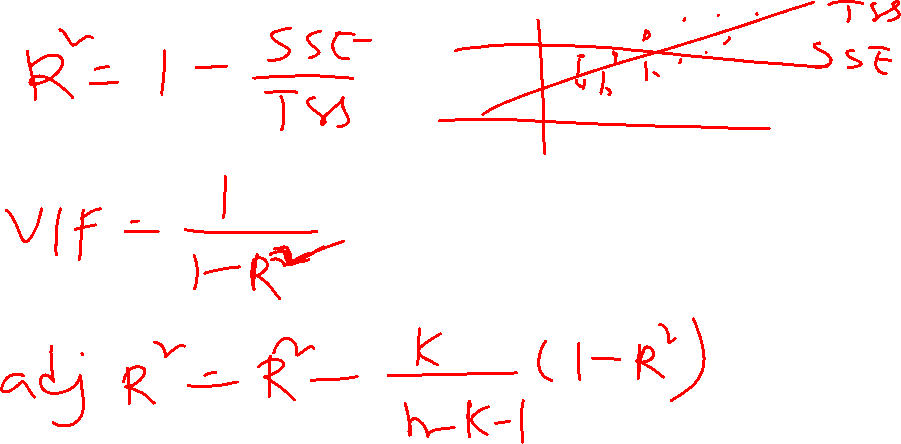 R² = 1 - SSE/TSS
TSS
SSE
VIF = 1/(1-R²)
adj R² = R² - K/(n-K-1) (1-R²)